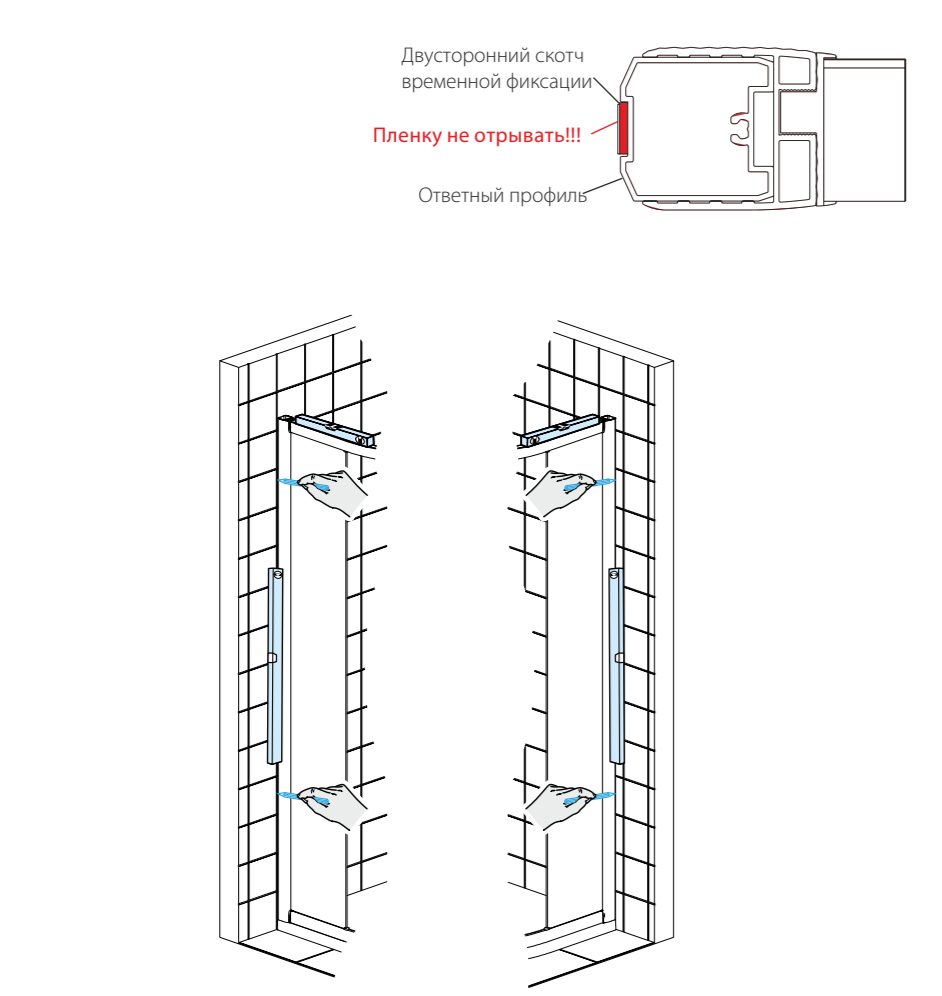 Двусторонний скотч
временной фиксации
Пленку не отрывать!!!
Ответный профиль